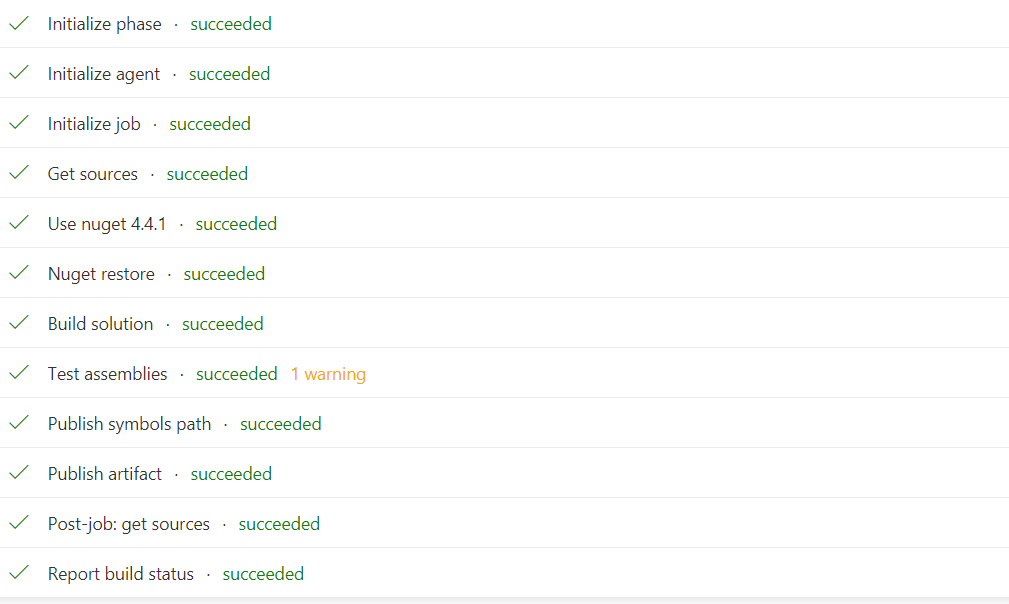 Initialize phase · succeeded
Initialize agent · succeeded
Initialize job · succeeded
Get sources · succeeded
Use nuget 4.4.1 · succeeded
Nuget restore · succeeded
Build solution · succeeded
Test assemblies · succeeded 1 warning
Publish symbols path · succeeded
Publish artifact · succeeded
Post-job: get sources · succeeded
Report build status · succeeded